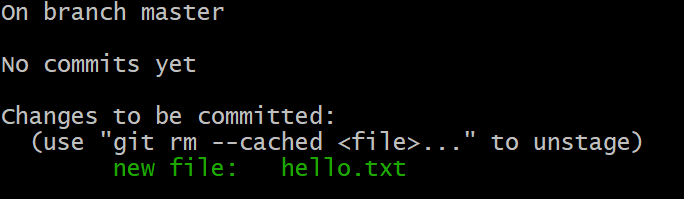 On branch master
No commits yet
Changes to be committed:
(use "git rm --cached <file>..." to unstage)
new file:   hello.txt